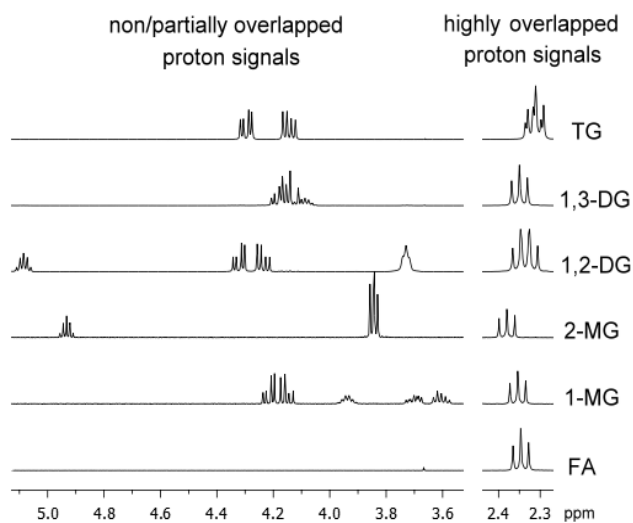 non/partially overlapped
proton signals
highly overlapped
proton signals
TG
1,3-DG
1,2-DG
2-MG
1-MG
FA
5.0 4.8 4.6 4.4 4.2 4.0 3.8 3.6 2.4 2.3 ppm